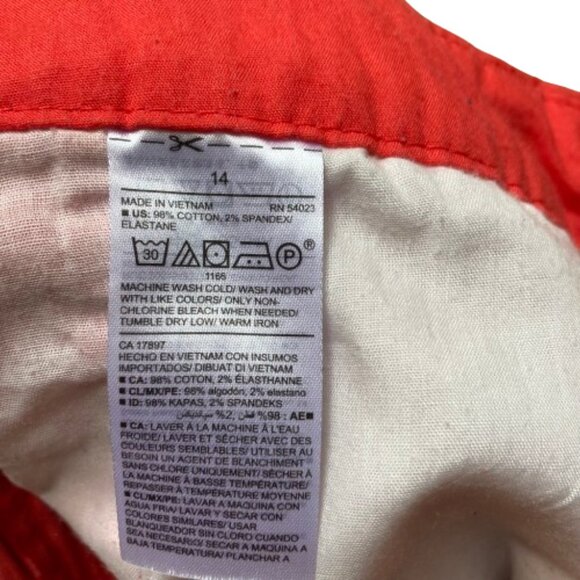 14
MADE IN VIETNAM RN 54023
■ US: 98% COTTON, 2% SPANDEX/
ELASTANE
30 P ®
1166
MACHINE WASH COLD/ WASH AND DRY
WITH LIKE COLORS/ ONLY NON-
CHLORINE BLEACH WHEN NEEDED/
TUMBLE DRY LOW/ WARM IRON
CA 17897
HECHO EN VIETNAM CON INSUMOS
IMPORTADOS/ DIBUAT DI VIETNAM
■ CA: 98% COTTON, 2% ÉLASTHANNE
■ CL/MX/PE: 98% algodón, 2% elastano
■ ID: 98% KAPAS, 2% SPANDEKS
■ AE: 98% قطن, 2% سباندكس
■ CA: LAVER À LA MACHINE À L'EAU
FROIDE/ LAVER ET SÉCHER AVEC DES
COULEURS SEMBLABLES/ UTILISER AU
BESOIN UN AGENT DE BLANCHIMENT
SANS CHLORE UNIQUEMENT/ SÉCHER À
LA MACHINE À BASSE TEMPÉRATURE/
REPASSER À TEMPÉRATURE MOYENNE
■ CL/MX/PE: LAVAR A MAQUINA CON
AGUA FRIA/ LAVAR Y SECAR CON
COLORES SIMILARES/ USAR
BLANQUEADOR SIN CLORO CUANDO
SEA NECESARIO/ SECAR A MAQUINA
A BAJA TEMPERATURA/ PLANCHAR A